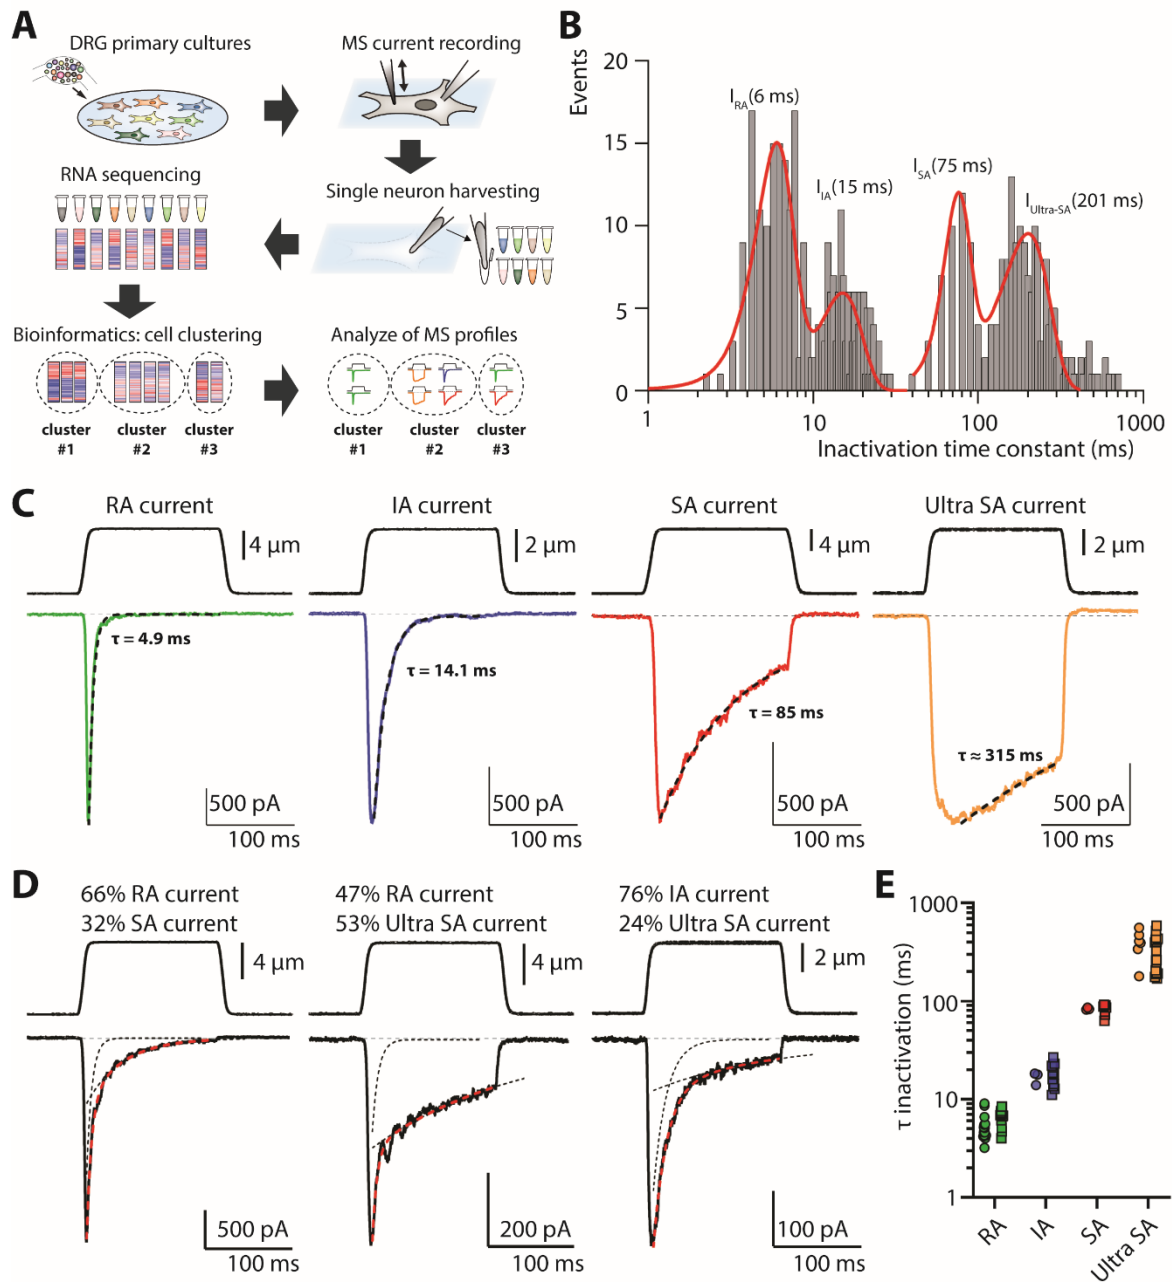 A
DRG primary cultures
MS current recording
RNA sequencing
Single neuron harvesting
Bioinformatics: cell clustering
Analyze of MS profiles
cluster #1
cluster #2
cluster #3
cluster #1
cluster #2
cluster #3
B
Events
20
15
10
5
0
I_RA(6 ms)
I_IA(15 ms)
I_SA(75 ms)
I_Ultra-SA(201 ms)
1
10
100
1000
Inactivation time constant (ms)
C
RA current
4 µm
τ = 4.9 ms
500 pA
100 ms
IA current
2 µm
τ = 14.1 ms
500 pA
100 ms
SA current
4 µm
τ = 85 ms
500 pA
100 ms
Ultra SA current
2 µm
τ ≈ 315 ms
500 pA
100 ms
D
66% RA current
32% SA current
4 µm
500 pA
100 ms
47% RA current
53% Ultra SA current
4 µm
200 pA
100 ms
76% IA current
24% Ultra SA current
2 µm
100 pA
100 ms
E
τ inactivation (ms)
1000
100
10
1
RA
IA
SA
Ultra SA